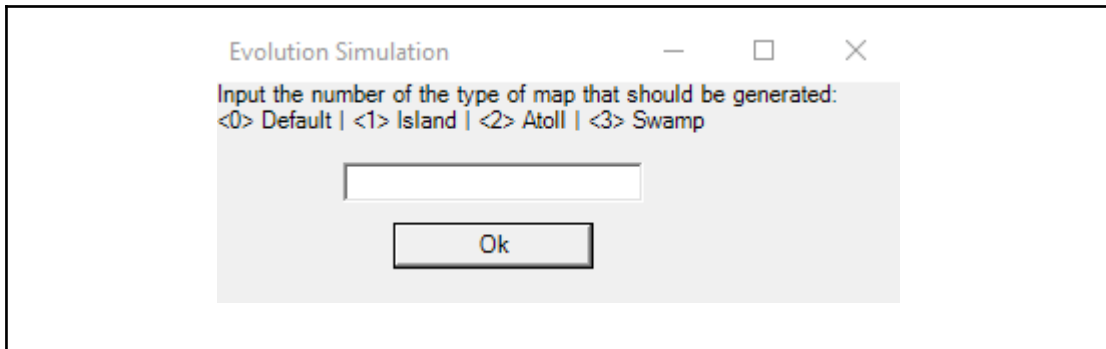 Evolution Simulation
Input the number of the type of map that should be generated:
<0> Default | <1> Island | <2> Atoll | <3> Swamp
Ok